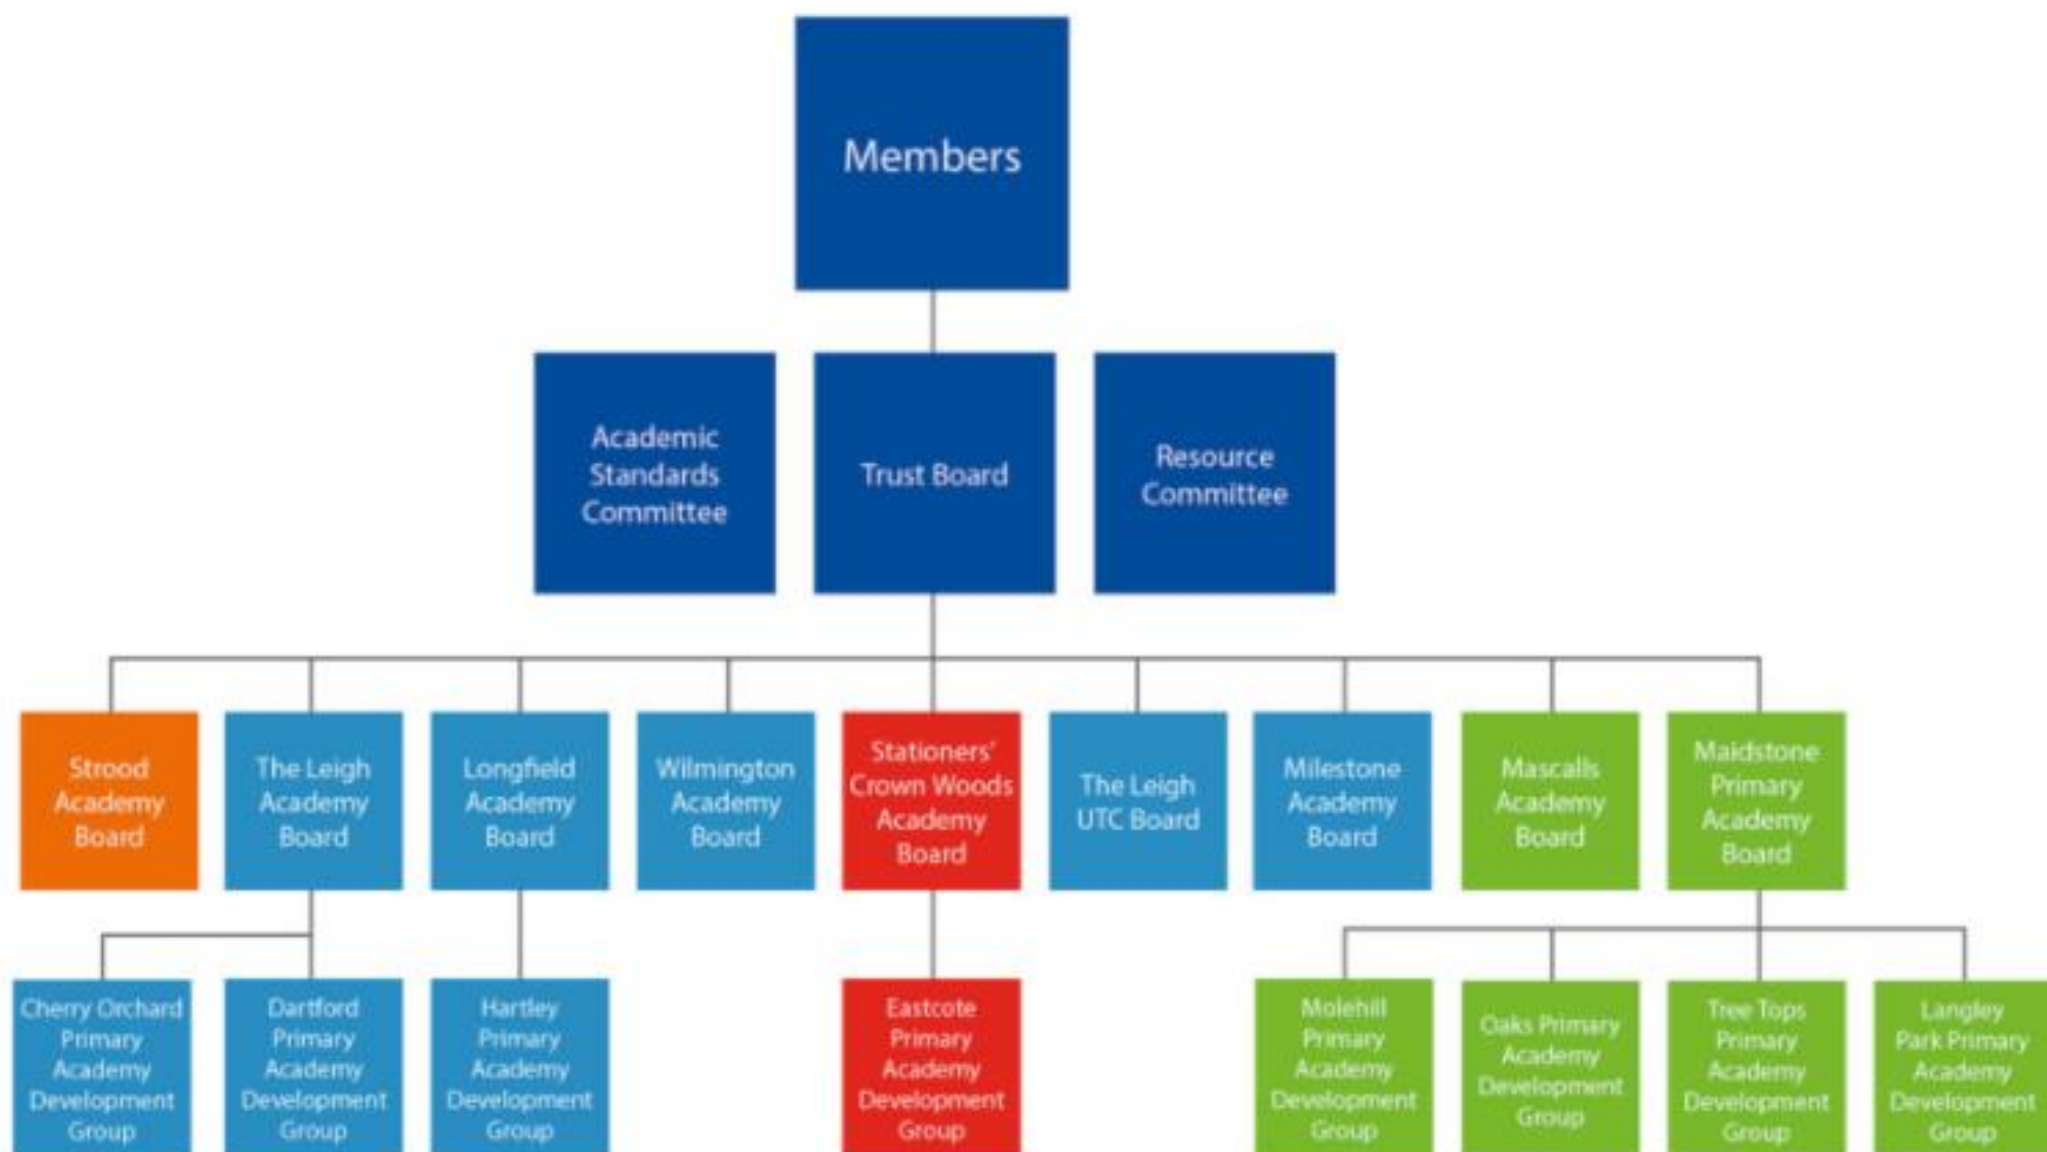 Members
Academic
Standards
Committee
Trust Board
Resource
Committee
Strood
Academy
Board
The Leigh
Academy
Board
Longfield
Academy
Board
Wilmington
Academy
Board
Stationers'
Crown Woods
Academy
Board
The Leigh
UTC Board
Milestone
Academy
Board
Mascalls
Academy
Board
Maidstone
Primary
Academy
Board
Cherry Orchard
Primary
Academy
Development
Group
Dartford
Primary
Academy
Development
Group
Hartley
Primary
Academy
Development
Group
Eastcote
Primary
Academy
Development
Group
Molehill
Primary
Academy
Development
Group
Oaks Primary
Academy
Development
Group
Tree Tops
Primary
Academy
Development
Group
Langley
Park Primary
Academy
Development
Group